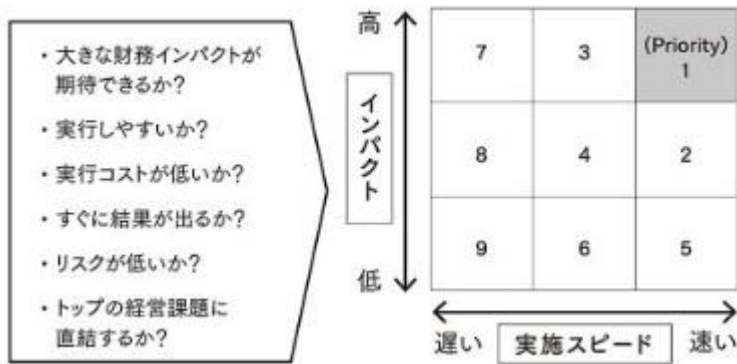 ・大きな財務インパクトが
期待できるか?
・実行しやすいか?
・実行コストが低いか?
・すぐに結果が出るか?
・リスクが低いか?
・トップの経営課題に
直結するか?
高
インパクト
低
7 3 (Priority)
1
8 4 2
9 6 5
遅い 実施スピード 速い